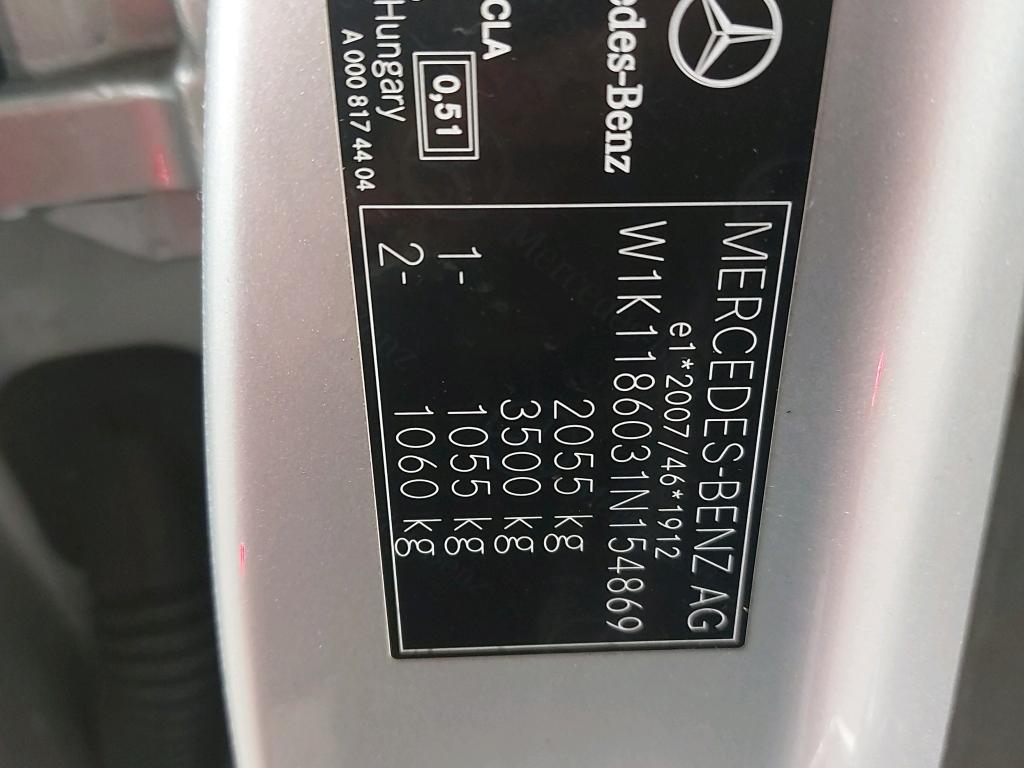 edes-Benz
CLA
0,51
Hungary
A 000 817 44 04
MERCEDES-BENZ AG
e1*2007/46*1912
W1K1186031N154869
2055 kg
3500 kg
1- 1055 kg
2- 1060 kg